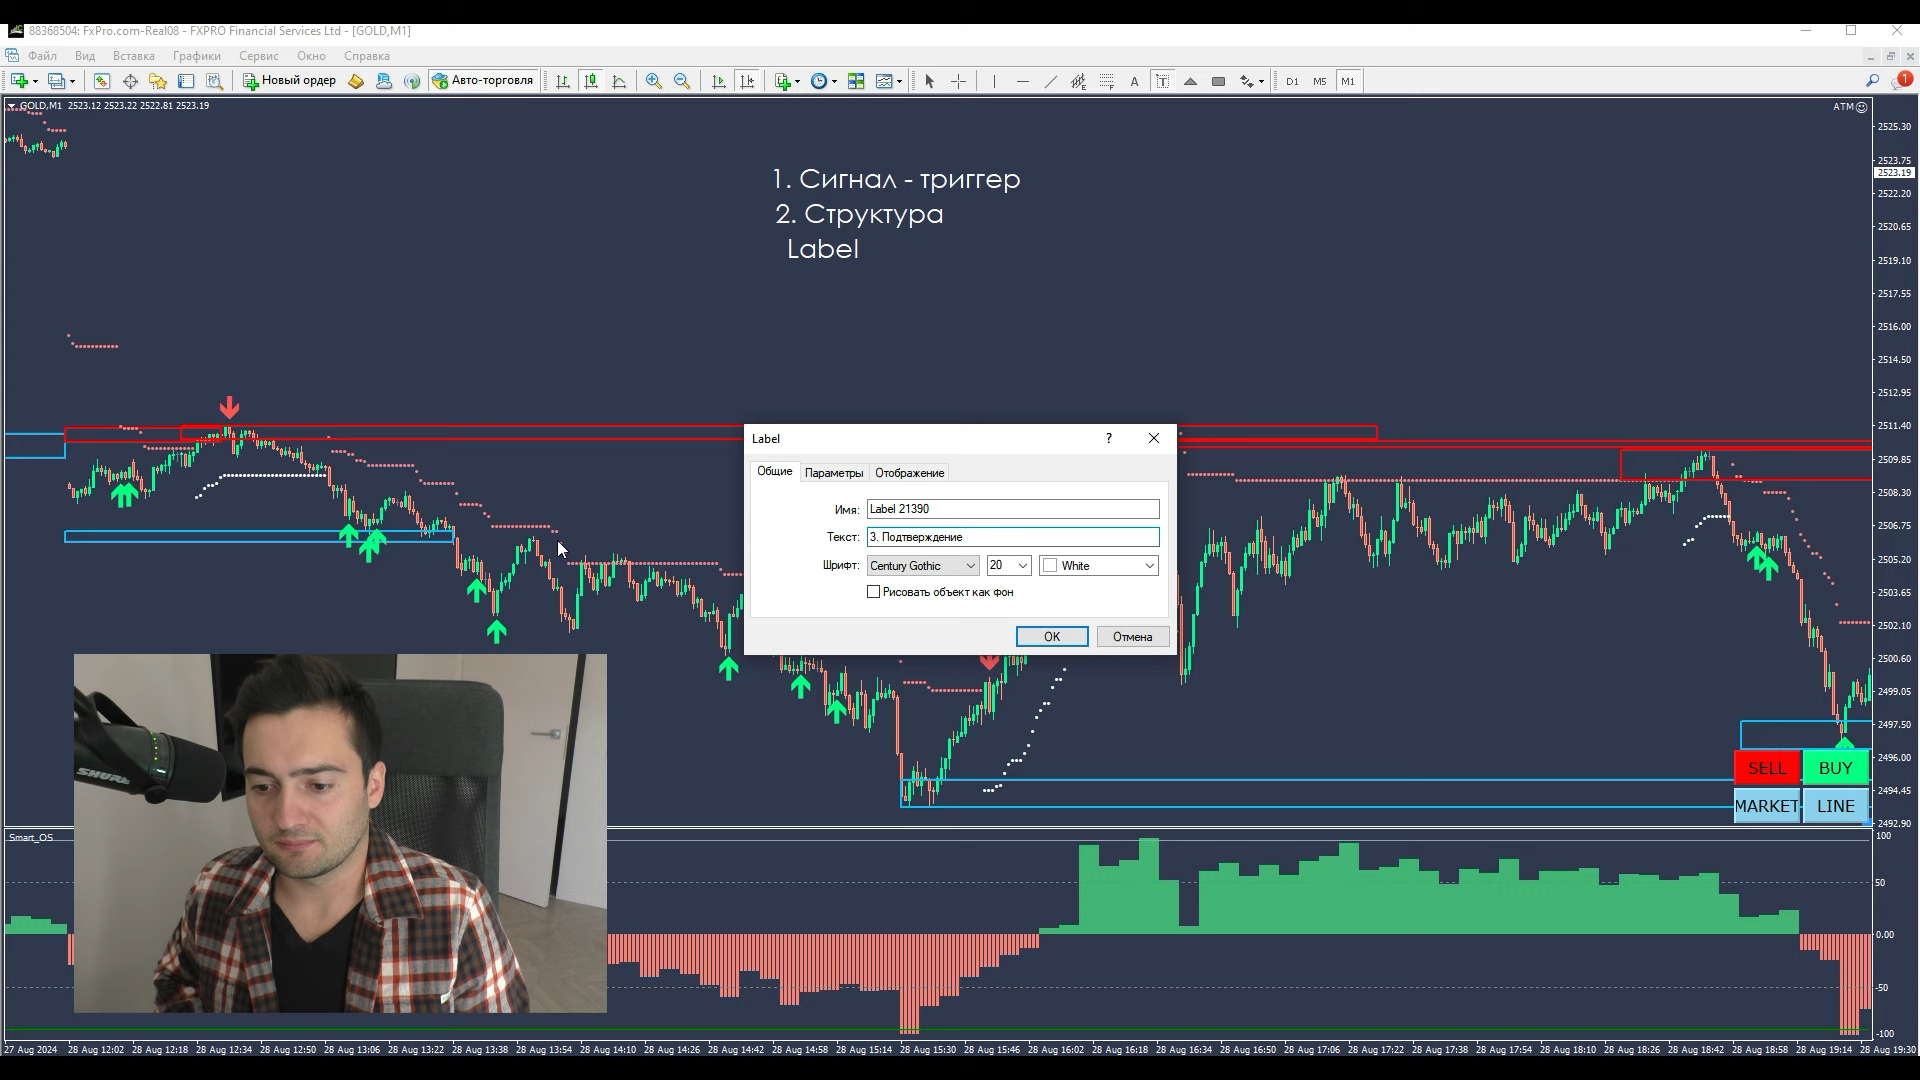 88368504: FxPro.com-Real08 - FXPRO Financial Services Ltd - [GOLD,M1]
Файл Вид Вставка Графики Сервис Окно Справка
Новый ордер Авто-торговля A T D1 M5 M1 1
GOLD,M1 2523.12 2523.22 2522.81 2523.19
ATM
1. Сигнал - триггер
2. Структура
Label
2525.30
2523.75
2523.19
2522.20
2520.65
2519.10
2517.55
2516.00
2514.50
2512.95
2511.40
2509.85
2508.30
2506.75
2505.20
2503.65
2502.10
2500.60
2499.05
2497.50
2496.00
2494.45
2492.90
Label ?
Общие Параметры Отображение
Имя: Label 21390
Текст: 3. Подтверждение
Шрифт: Century Gothic 20 White
Рисовать объект как фон
OK Отмена
SELL BUY
MARKET LINE
SHURE
Smart_OS
100
50
0.00
-50
-100
27 Aug 2024 28 Aug 12:02 28 Aug 12:18 28 Aug 12:34 28 Aug 12:50 28 Aug 13:06 28 Aug 13:22 28 Aug 13:38 28 Aug 13:54 28 Aug 14:10 28 Aug 14:26 28 Aug 14:42 28 Aug 14:58 28 Aug 15:14 28 Aug 15:30 28 Aug 15:46 28 Aug 16:02 28 Aug 16:18 28 Aug 16:34 28 Aug 16:50 28 Aug 17:06 28 Aug 17:22 28 Aug 17:38 28 Aug 17:54 28 Aug 18:10 28 Aug 18:26 28 Aug 18:42 28 Aug 18:58 28 Aug 19:14 28 Aug 19:30